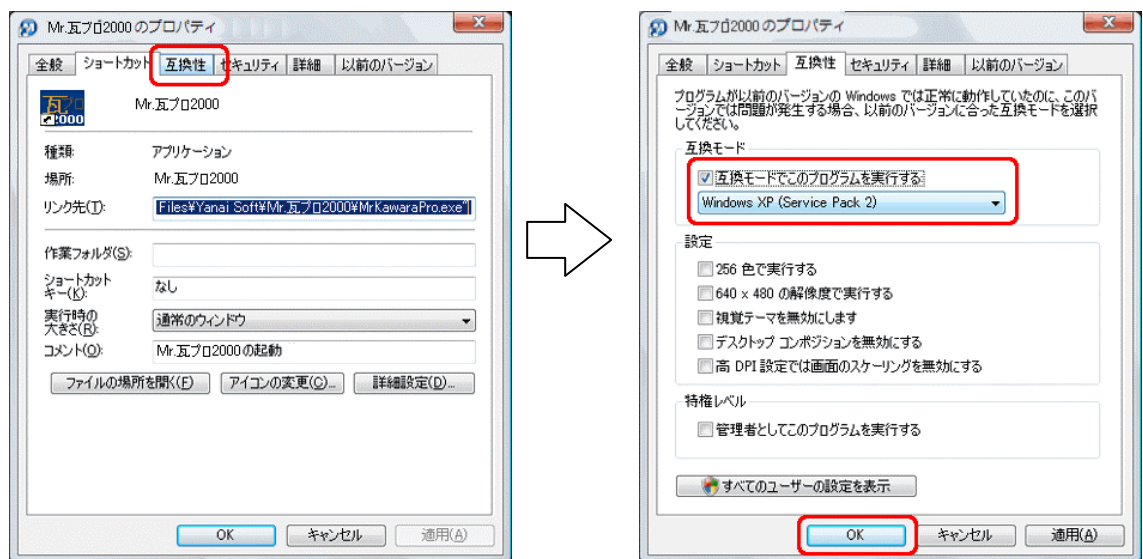 Mr.瓦プロ2000のプロパティ
全般 ショートカット 互換性 セキュリティ 詳細 以前のバージョン
瓦プロ
2000
Mr.瓦プロ2000
種類: アプリケーション
場所: Mr.瓦プロ2000
リンク先(T): Files¥Yanai Soft¥Mr.瓦プロ2000¥MrKawaraPro.exe"
作業フォルダ(S):
ショートカット
キー(K): なし
実行時の
大きさ(R): 通常のウィンドウ
コメント(O): Mr.瓦プロ2000の起動
ファイルの場所を開く(F) アイコンの変更(C)... 詳細設定(D)...
OK キャンセル 適用(A)
Mr.瓦プロ2000のプロパティ
全般 ショートカット 互換性 セキュリティ 詳細 以前のバージョン
プログラムが以前のバージョンの Windows では正常に動作していたのに、このバ
ージョンでは問題が発生する場合、以前のバージョンに合った互換モードを選択
してください。
互換モード
互換モードでこのプログラムを実行する:
Windows XP (Service Pack 2)
設定
256 色で実行する
640 x 480 の解像度で実行する
視覚テーマを無効にします
デスクトップ コンポジションを無効にする
高 DPI 設定では画面のスケーリングを無効にする
特権レベル
管理者としてこのプログラムを実行する
すべてのユーザーの設定を表示
OK キャンセル 適用(A)